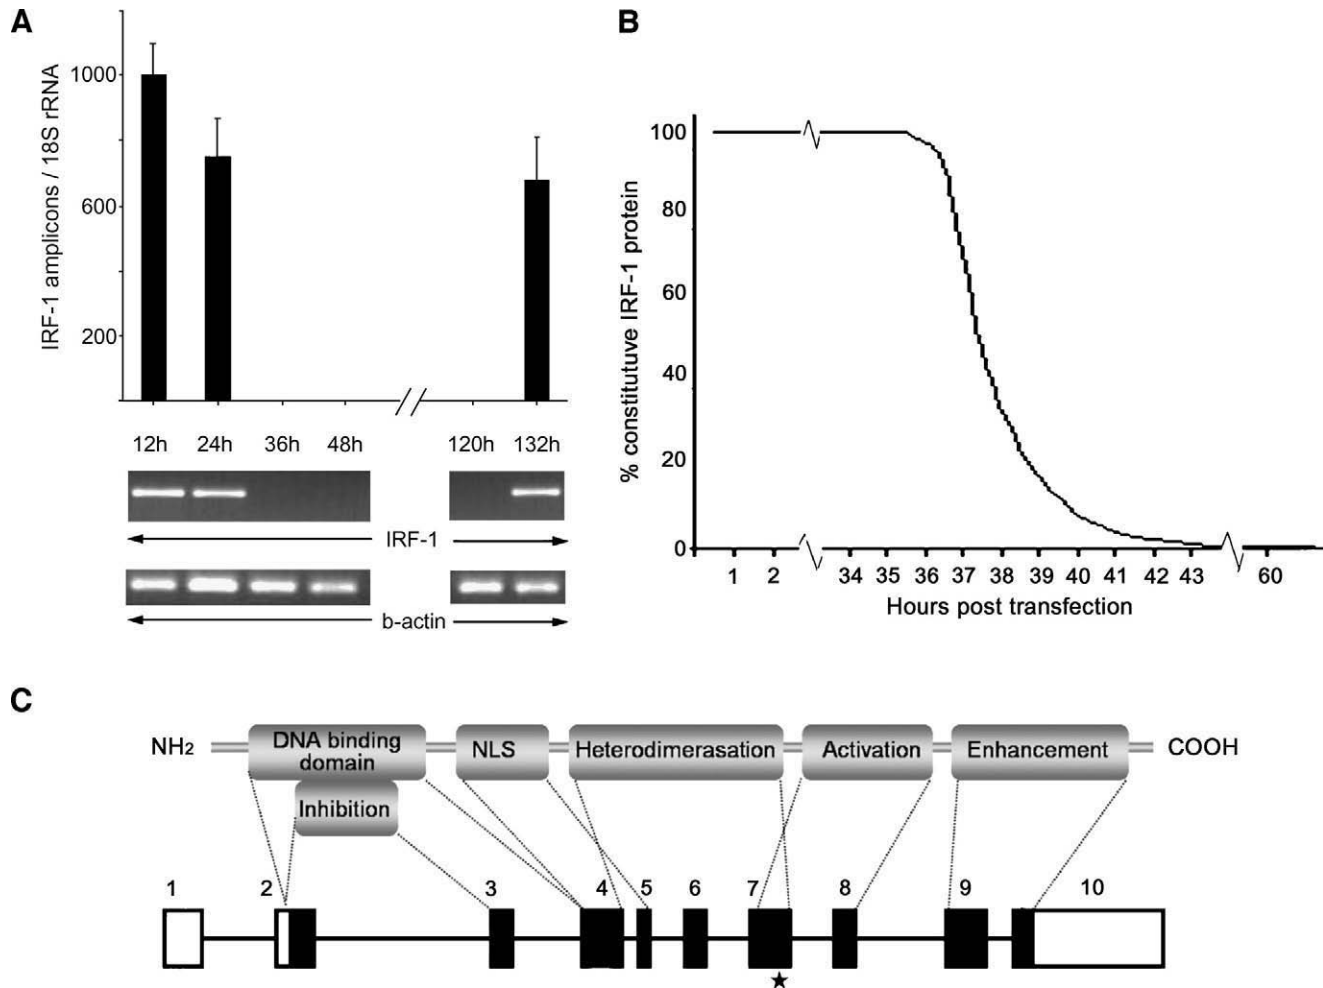 A
IRF-1 amplicons / 18S rRNA
1000
600
200
12h 24h 36h 48h 120h 132h
IRF-1
b-actin
B
% constitutuve IRF-1 protein
100
80
60
40
20
0
1 2 34 35 36 37 38 39 40 41 42 43 60
Hours post transfection
C
NH2 DNA binding domain NLS Heterodimerasation Activation Enhancement COOH
Inhibition
1 2 3 4 5 6 7 8 9 10